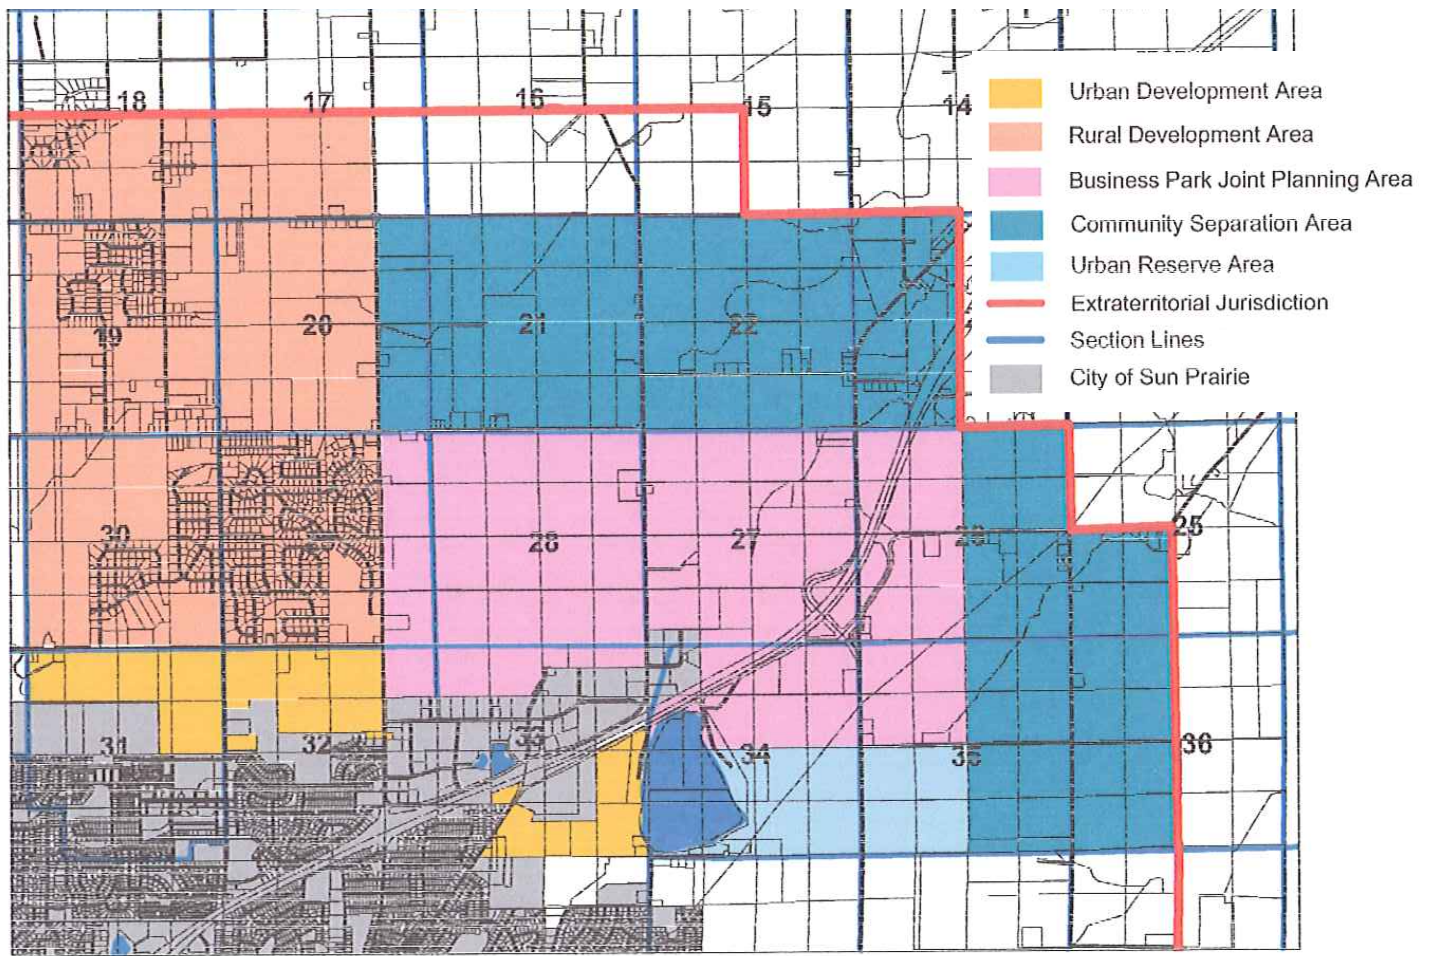 18 17 16 15 14
Urban Development Area
Rural Development Area
Business Park Joint Planning Area
Community Separation Area
Urban Reserve Area
Extraterritorial Jurisdiction
Section Lines
City of Sun Prairie
19 20 21 22
30 28 27 26 25
31 32 33 34 35 36